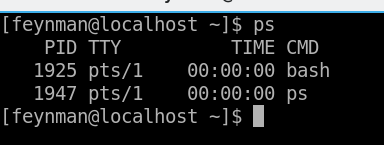 [feynman@localhost ~]$ ps
    PID TTY          TIME CMD
   1925 pts/1    00:00:00 bash
   1947 pts/1    00:00:00 ps
[feynman@localhost ~]$